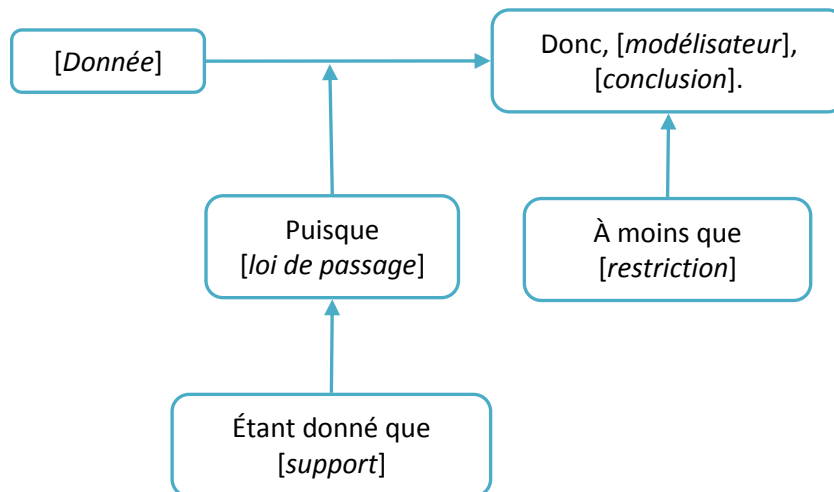 [Donnée]
Donc, [modélisateur],
[conclusion].
Puisque
[loi de passage]
À moins que
[restriction]
Étant donné que
[support]